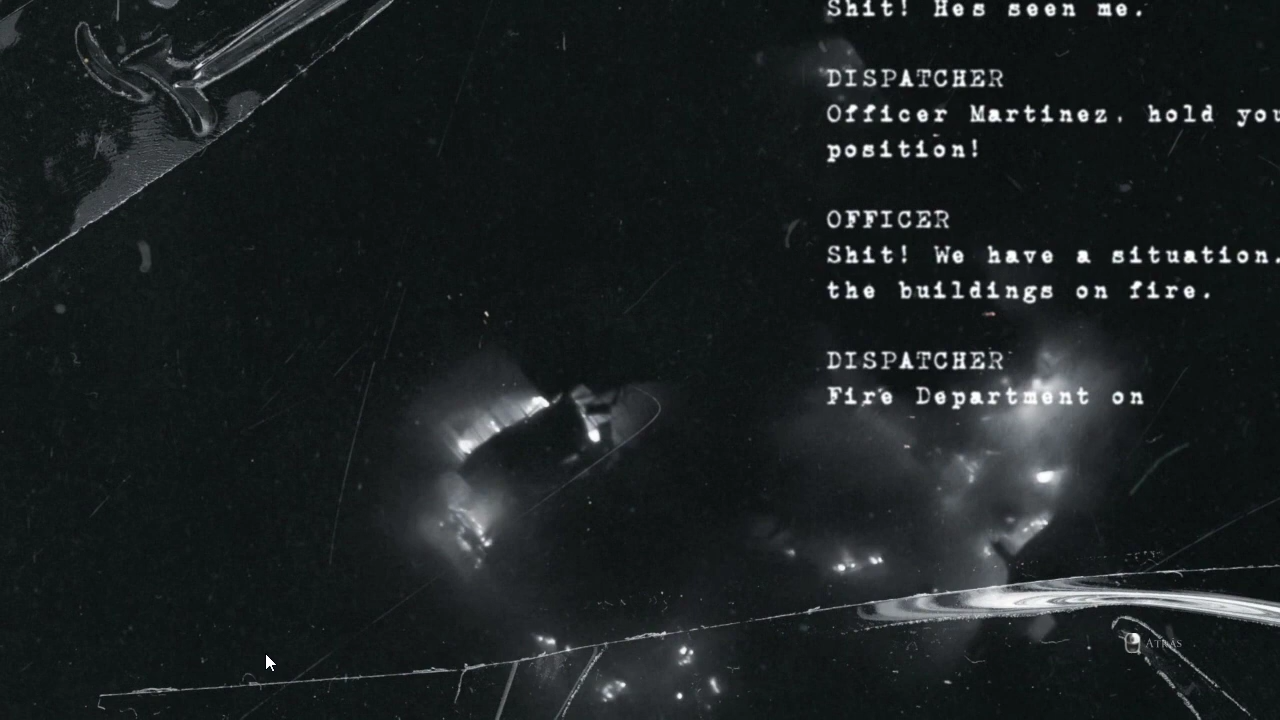 Shit! Hes seen me.
DISPATCHER
Officer Martinez, hold you
position!
OFFICER
Shit! We have a situation.
the buildings on fire.
DISPATCHER
Fire Department on
ATRÁS